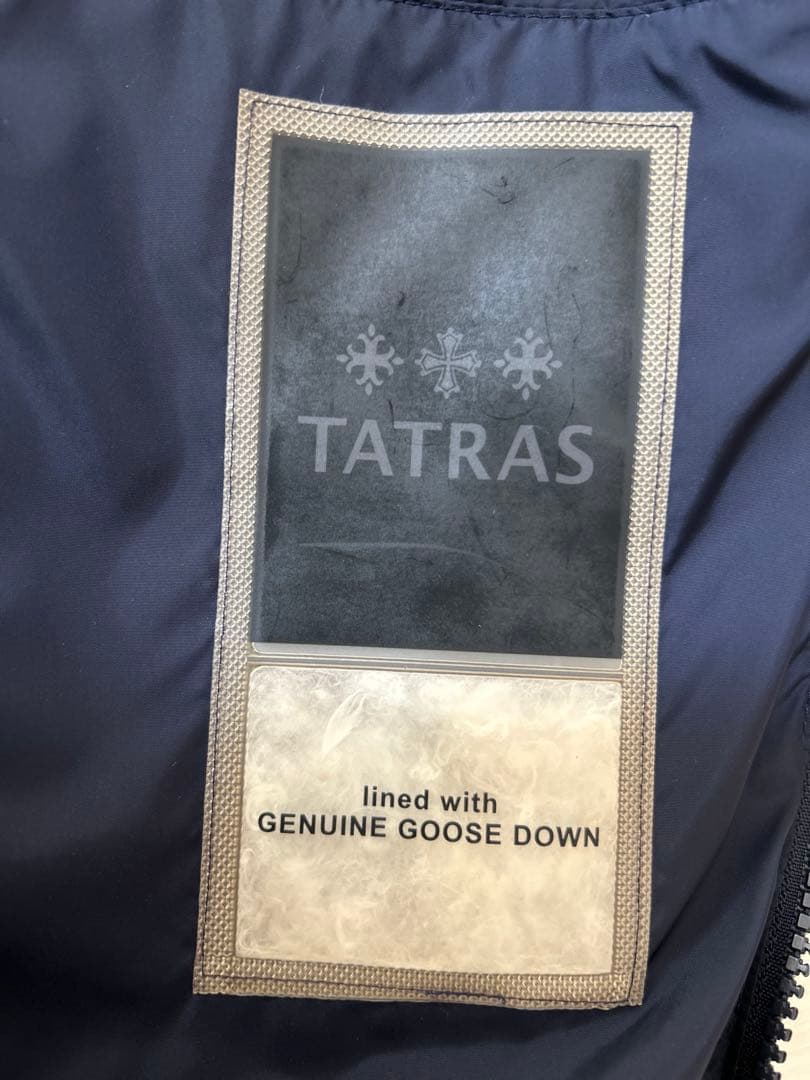 TATRAS
lined with
GENUINE GOOSE DOWN